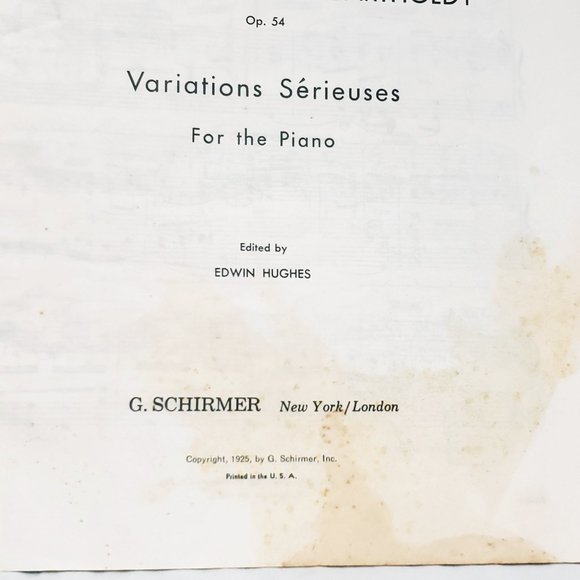 Op. 54
Variations Sérieuses
For the Piano
Edited by
EDWIN HUGHES
G. SCHIRMER New York/London
Copyright, 1925, by G. Schirmer, Inc.
Printed in the U. S. A.